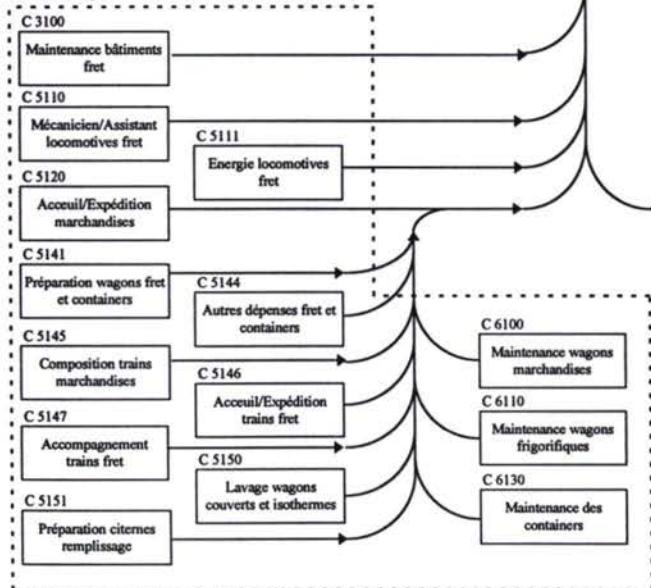 C 3100
Maintenance bâtiments
fret
C 5110
Mécanicien/Assistant
locomotives fret
C 5111
Energie locomotives
fret
C 5120
Acceuil/Expédition
marchandises
C 5141
Préparation wagons fret
et containers
C 5144
Autres dépenses fret et
containers
C 5145
Composition trains
marchandises
C 5146
Acceuil/Expédition
trains fret
C 5147
Accompagnement
trains fret
C 5150
Lavage wagons
couverts et isothermes
C 5151
Préparation citernes
remplissage
C 6100
Maintenance wagons
marchandises
C 6110
Maintenance wagons
frigorifiques
C 6130
Maintenance des
containers